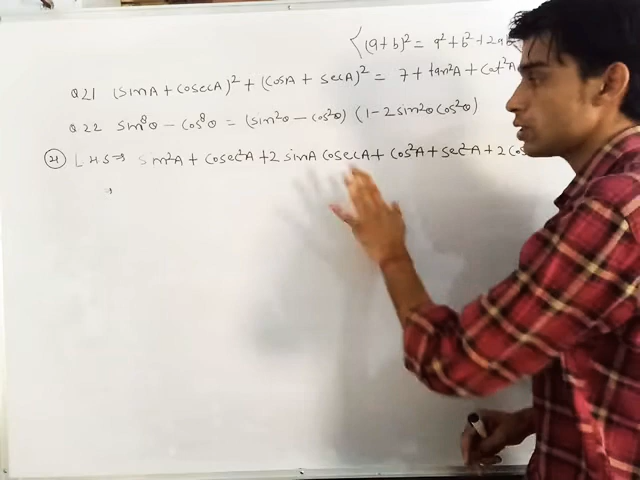 (a+b)² = a² + b² + 2ab
Q21 (sinA + cosecA)² + (cosA + secA)² = 7 + tan²A + cot²A
Q22 sin⁸θ - cos⁸θ = (sin²θ - cos²θ) (1 - 2sin²θ cos²θ)
21 LHS ⇒ sin²A + cosec²A + 2 sinA cosecA + cos²A + sec²A + 2 cos
⇒